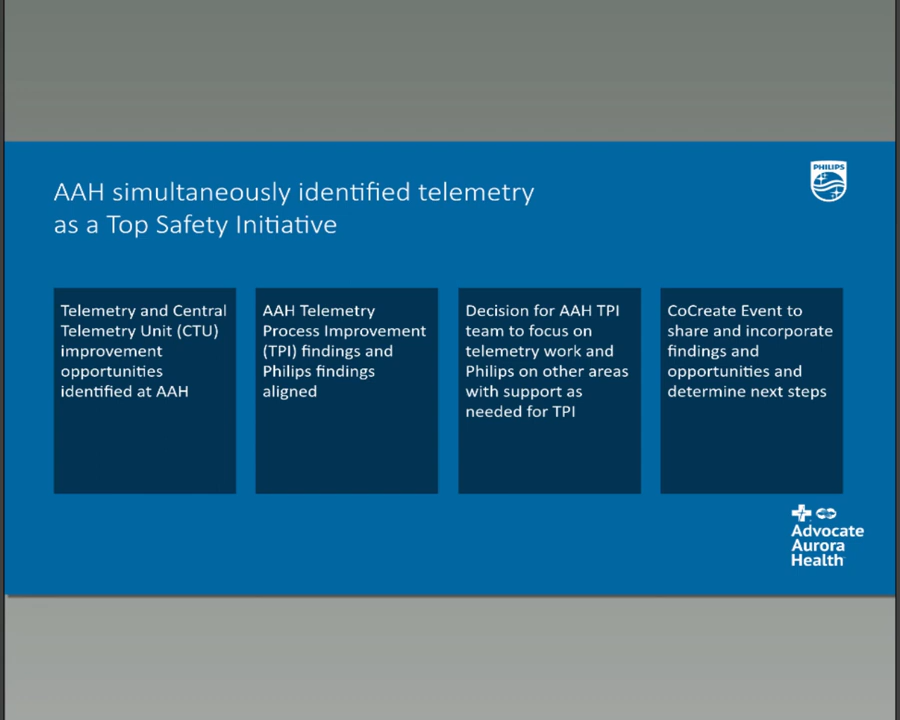 AAH simultaneously identified telemetry
as a Top Safety Initiative
PHILIPS
Telemetry and Central
Telemetry Unit (CTU)
improvement
opportunities
identified at AAH
AAH Telemetry
Process Improvement
(TPI) findings and
Philips findings
aligned
Decision for AAH TPI
team to focus on
telemetry work and
Philips on other areas
with support as
needed for TPI
CoCreate Event to
share and incorporate
findings and
opportunities and
determine next steps
Advocate
Aurora
Health